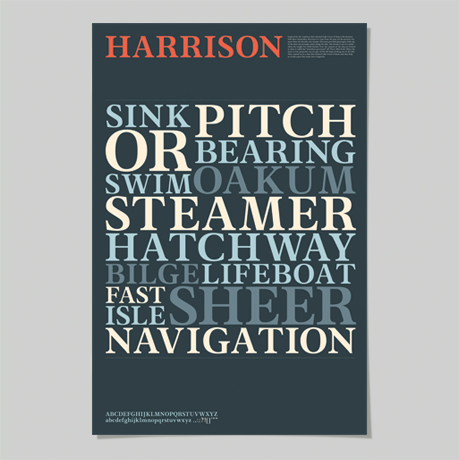 HARRISON
SINK
PITCH
OR
BEARING
SWIM
OAKUM
STEAMER
HATCHWAY
BILGE LIFEBOAT
FAST
ISLE
SHEER
NAVIGATION
ABCDEFGHIJKLMNOPQRSTUVWXYZ
abcdefghijklmnopqrstuvwxyz